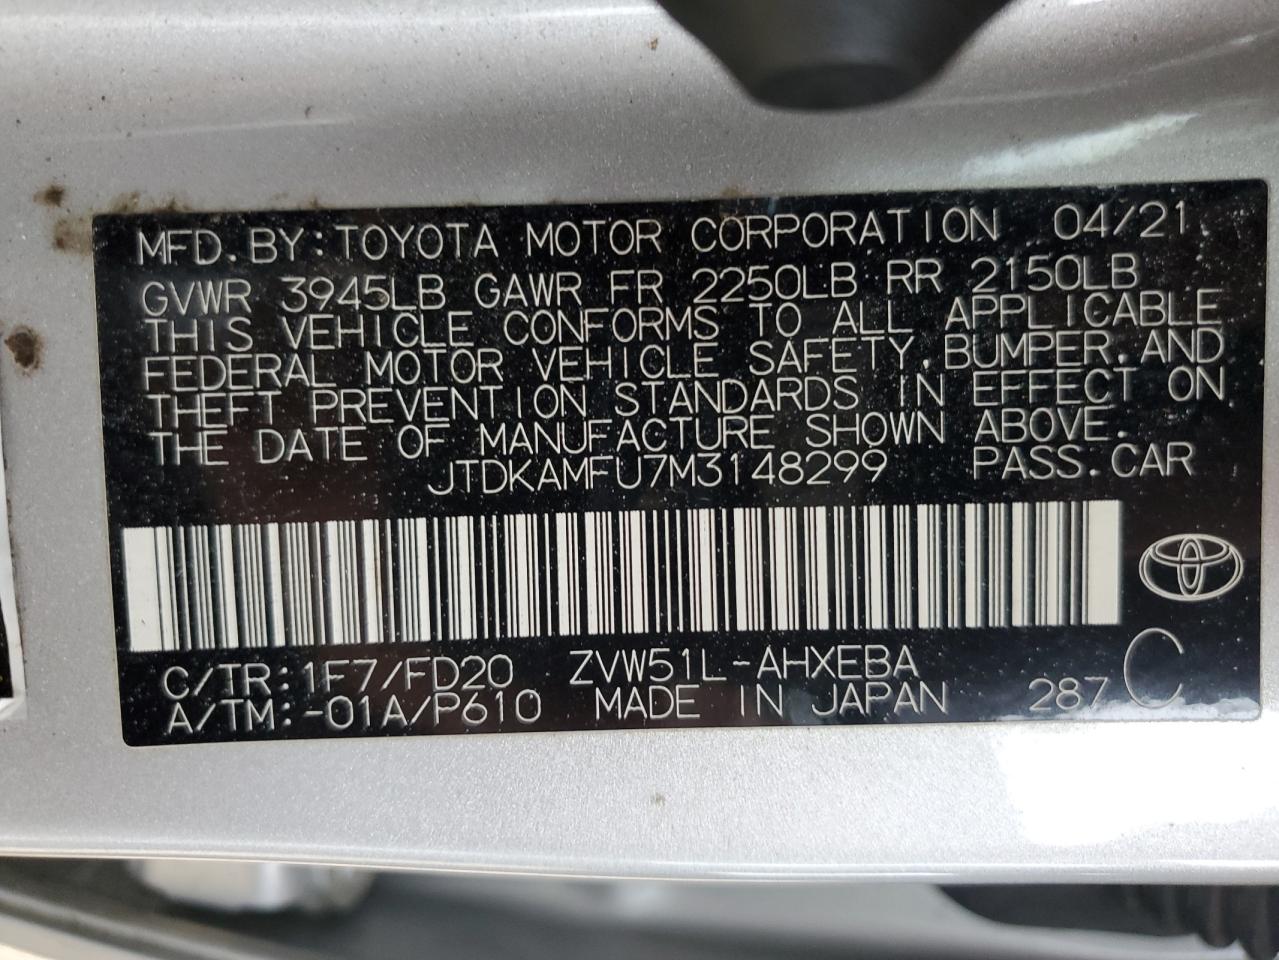 MFD. BY: TOYOTA MOTOR CORPORATION 04/21
GVWR 3945LB GAWR FR 2250LB RR 2150LB
THIS VEHICLE CONFORMS TO ALL APPLICABLE
FEDERAL MOTOR VEHICLE SAFETY, BUMPER, AND
THEFT PREVENTION STANDARDS IN EFFECT ON
THE DATE OF MANUFACTURE SHOWN ABOVE.
JTDKAMFU7M3148299 PASS. CAR
C/TR: 1F7/FD20 ZVW51L-AHXEBA
A/TM: -01A/P610 MADE IN JAPAN 287 C